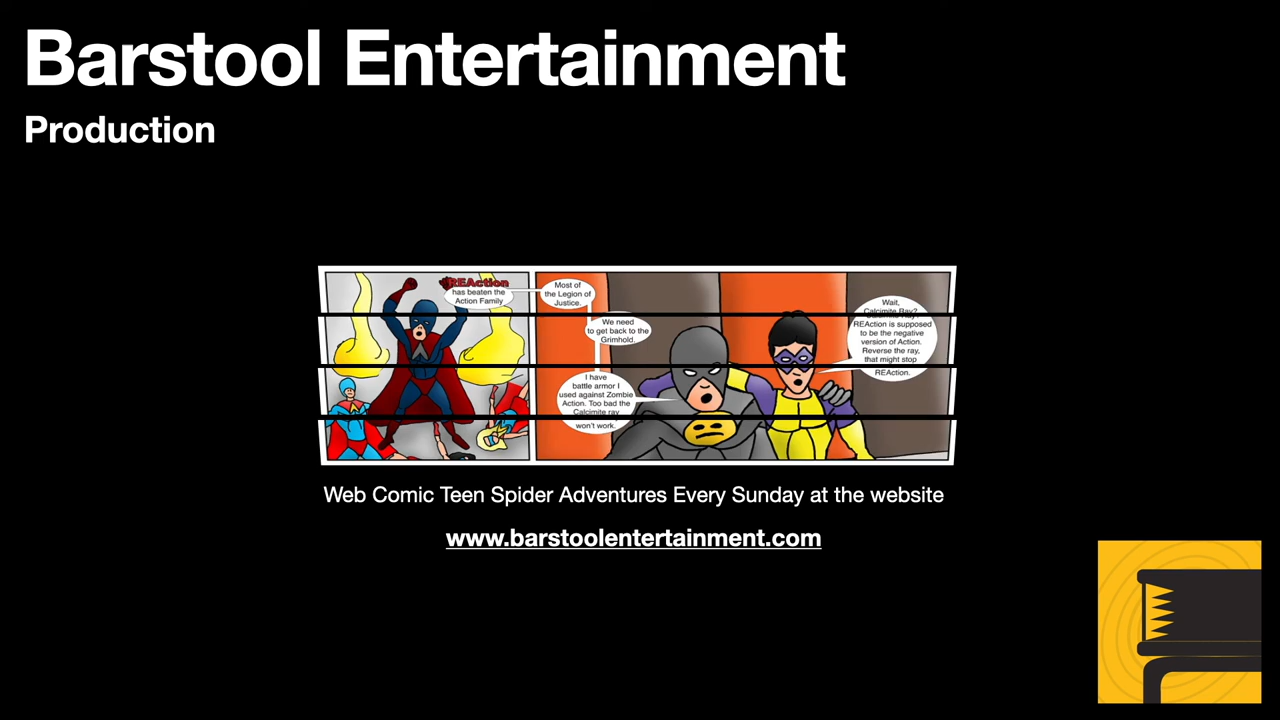 Barstool Entertainment
Production
REAction
has beaten the
Action Family
Most of
the Legion of
Justice.
We need
to get back to the
Grimhold.
I have
battle armor I
used against Zombie
Action. Too bad the
Calcimite ray
won't work.
Wait,
Calcimite Ray?
REAction is supposed
to be the negative
version of Action.
Reverse the ray,
that might stop
REAction.
Web Comic Teen Spider Adventures Every Sunday at the website
www.barstoolentertainment.com